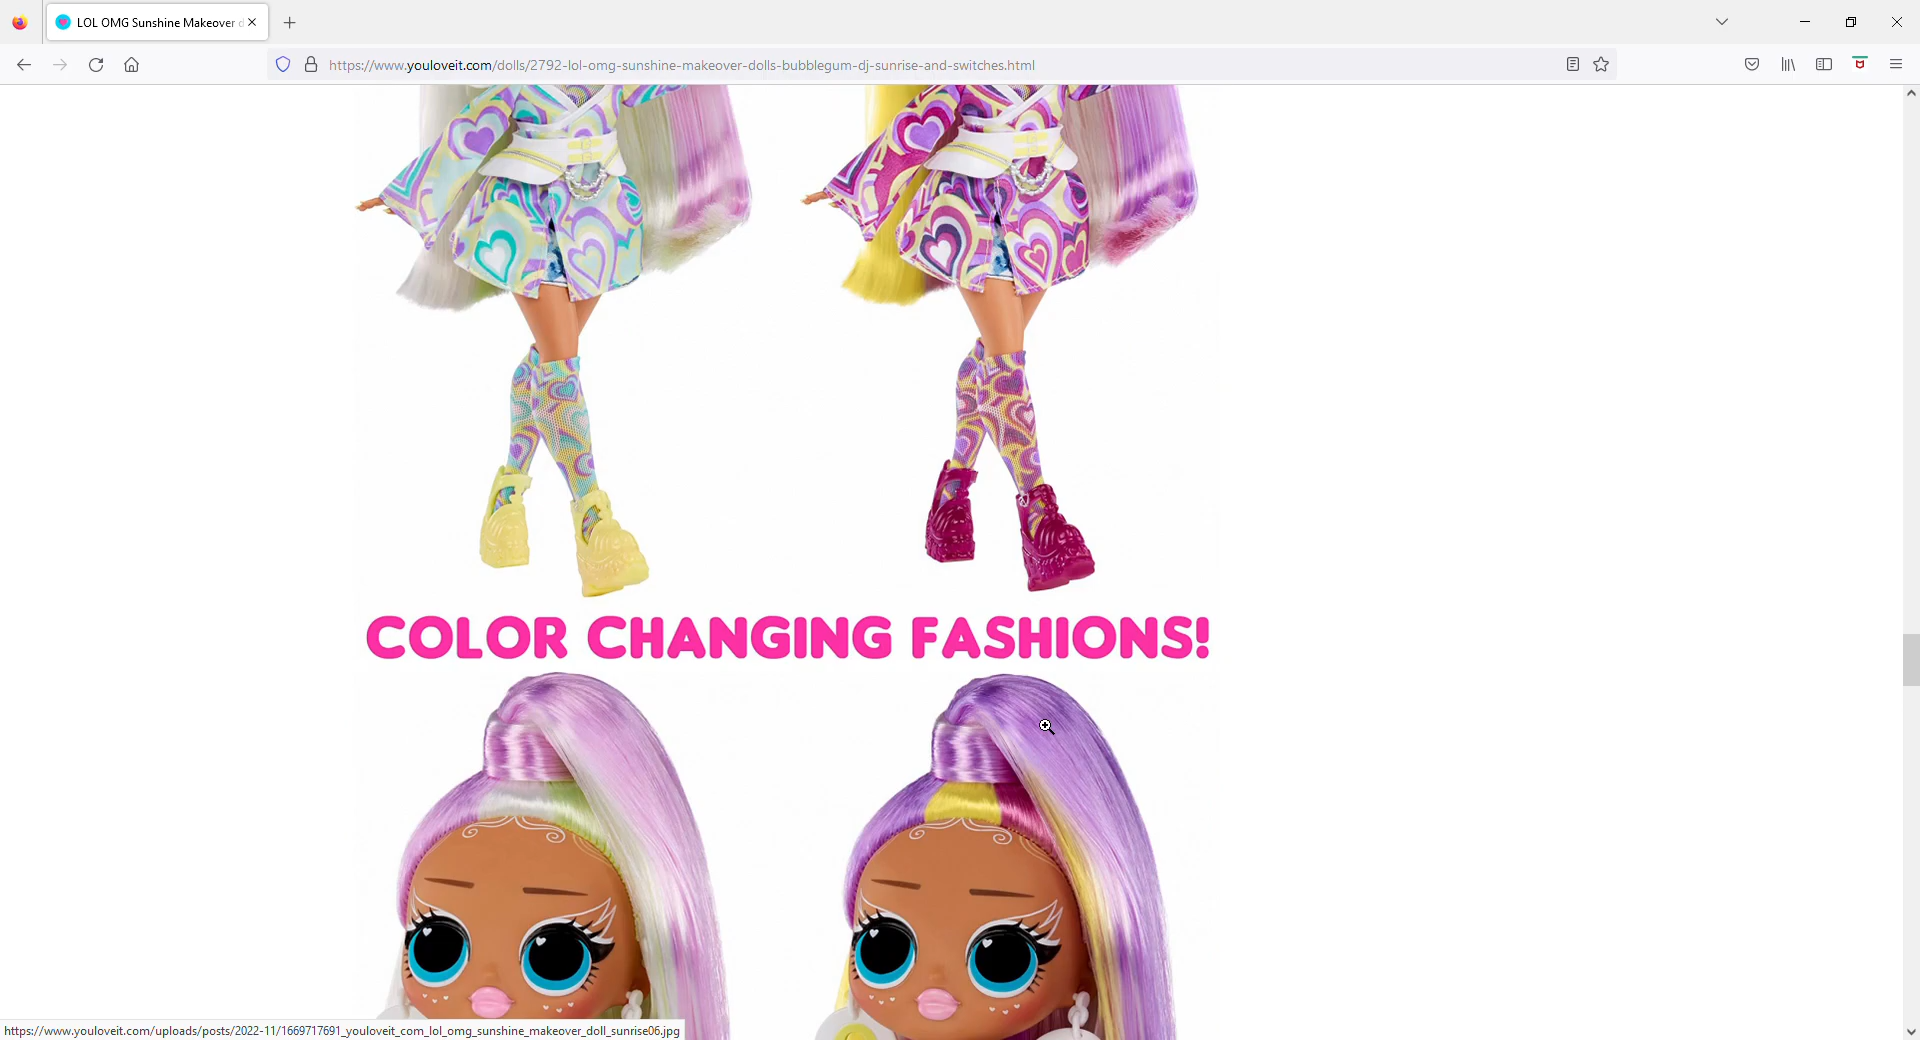 LOL OMG Sunshine Makeover d
https://www.youloveit.com/dolls/2792-lol-omg-sunshine-makeover-dolls-bubblegum-dj-sunrise-and-switches.html
COLOR CHANGING FASHIONS!
https://www.youloveit.com/uploads/posts/2022-11/1669717691_youloveit_com_lol_omg_sunshine_makeover_doll_sunrise06.jpg